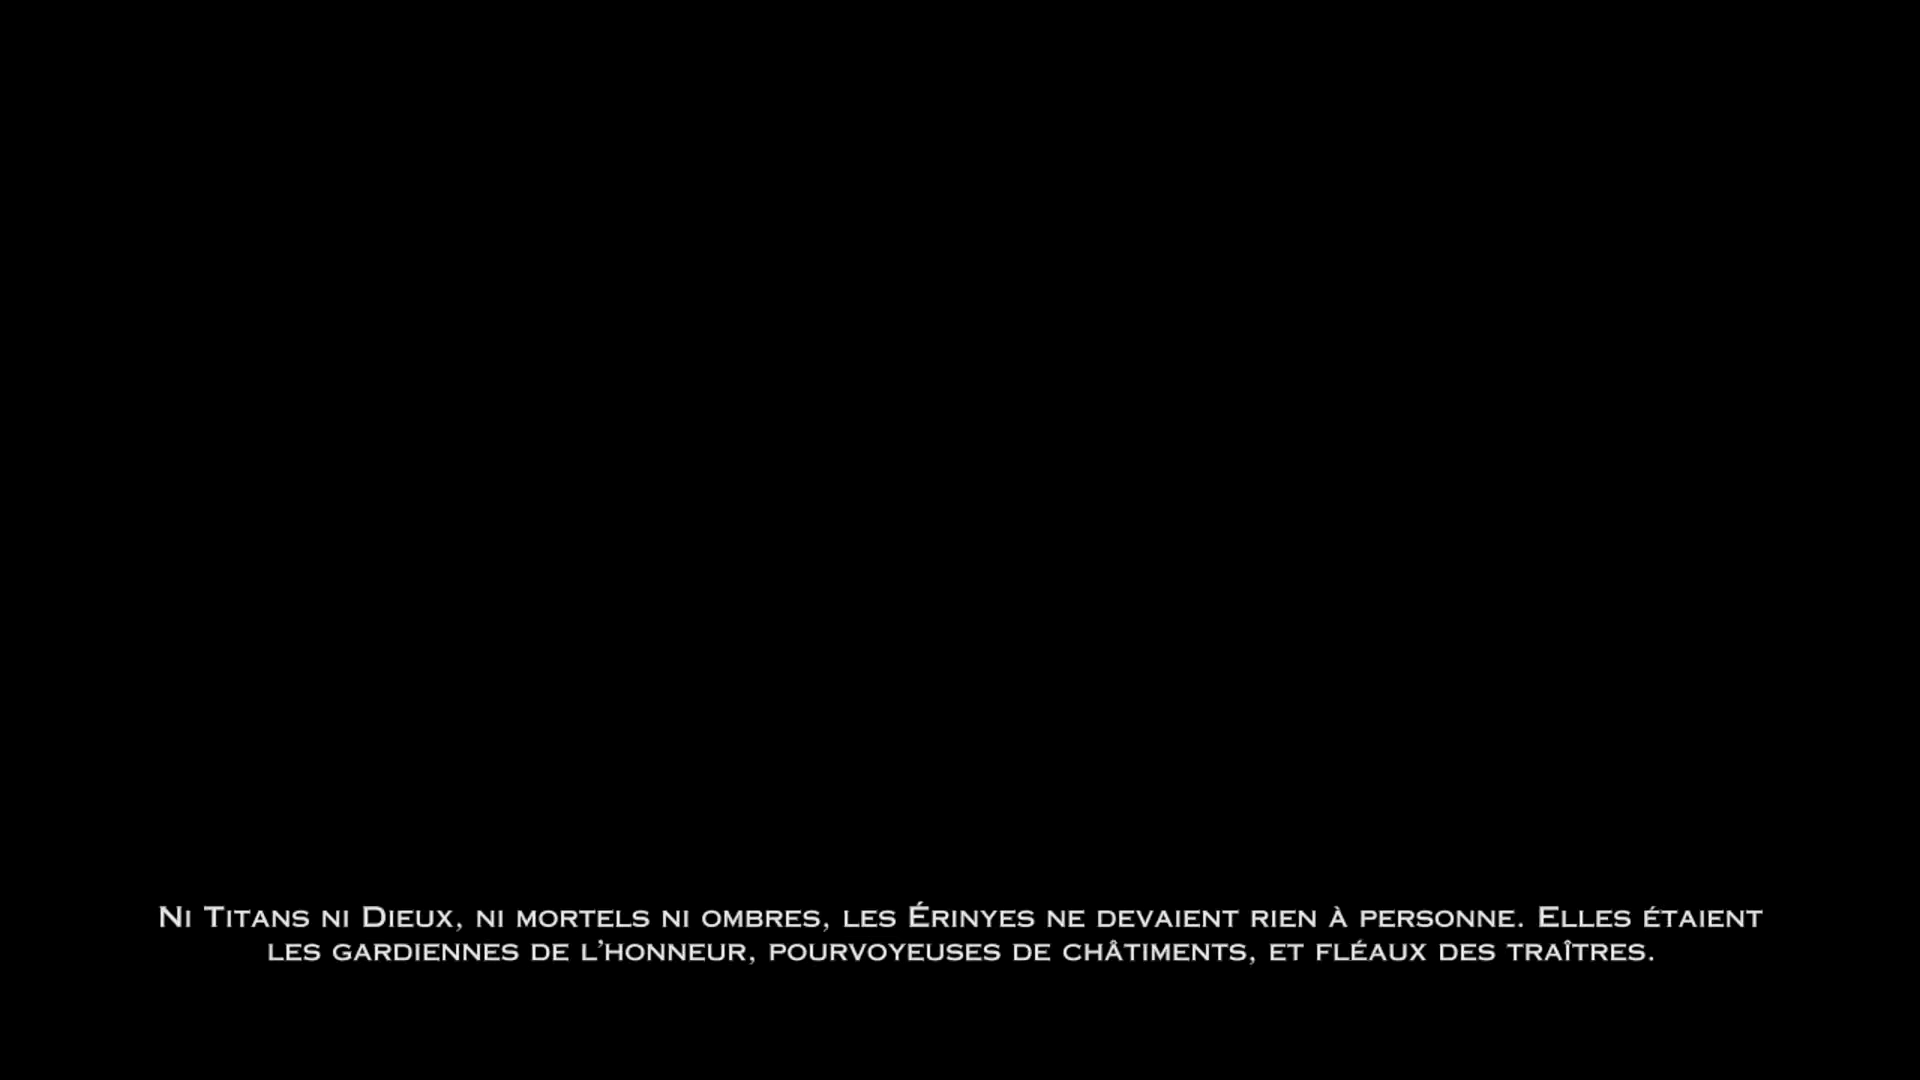 Ni Titans ni Dieux, ni mortels ni ombres, les Érinyes ne devaient rien à personne. Elles étaient
les gardiennes de l’honneur, pourvoyeuses de châtiments, et fléaux des traîtres.